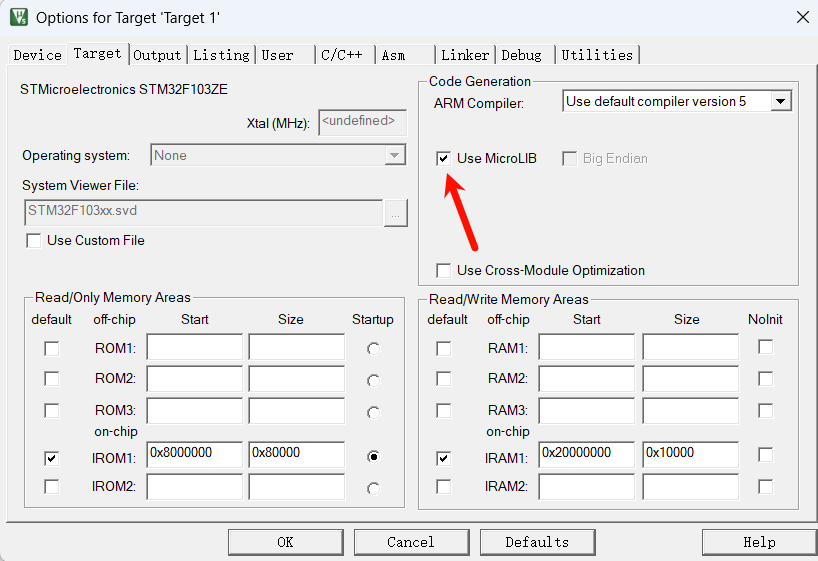 Options for Target 'Target 1'
Device Target Output Listing User C/C++ Asm Linker Debug Utilities
STMicroelectronics STM32F103ZE
Xtal (MHz): <undefined>
Operating system: None
System Viewer File:
STM32F103xx.svd ...
Use Custom File
Code Generation
ARM Compiler: Use default compiler version 5
Use MicroLIB Big Endian
Use Cross-Module Optimization
Read/Only Memory Areas
default off-chip Start Size Startup
ROM1:
ROM2:
ROM3:
on-chip
IROM1: 0x8000000 0x80000
IROM2:
Read/Write Memory Areas
default off-chip Start Size NoInit
RAM1:
RAM2:
RAM3:
on-chip
IRAM1: 0x20000000 0x10000
IRAM2:
OK Cancel Defaults Help